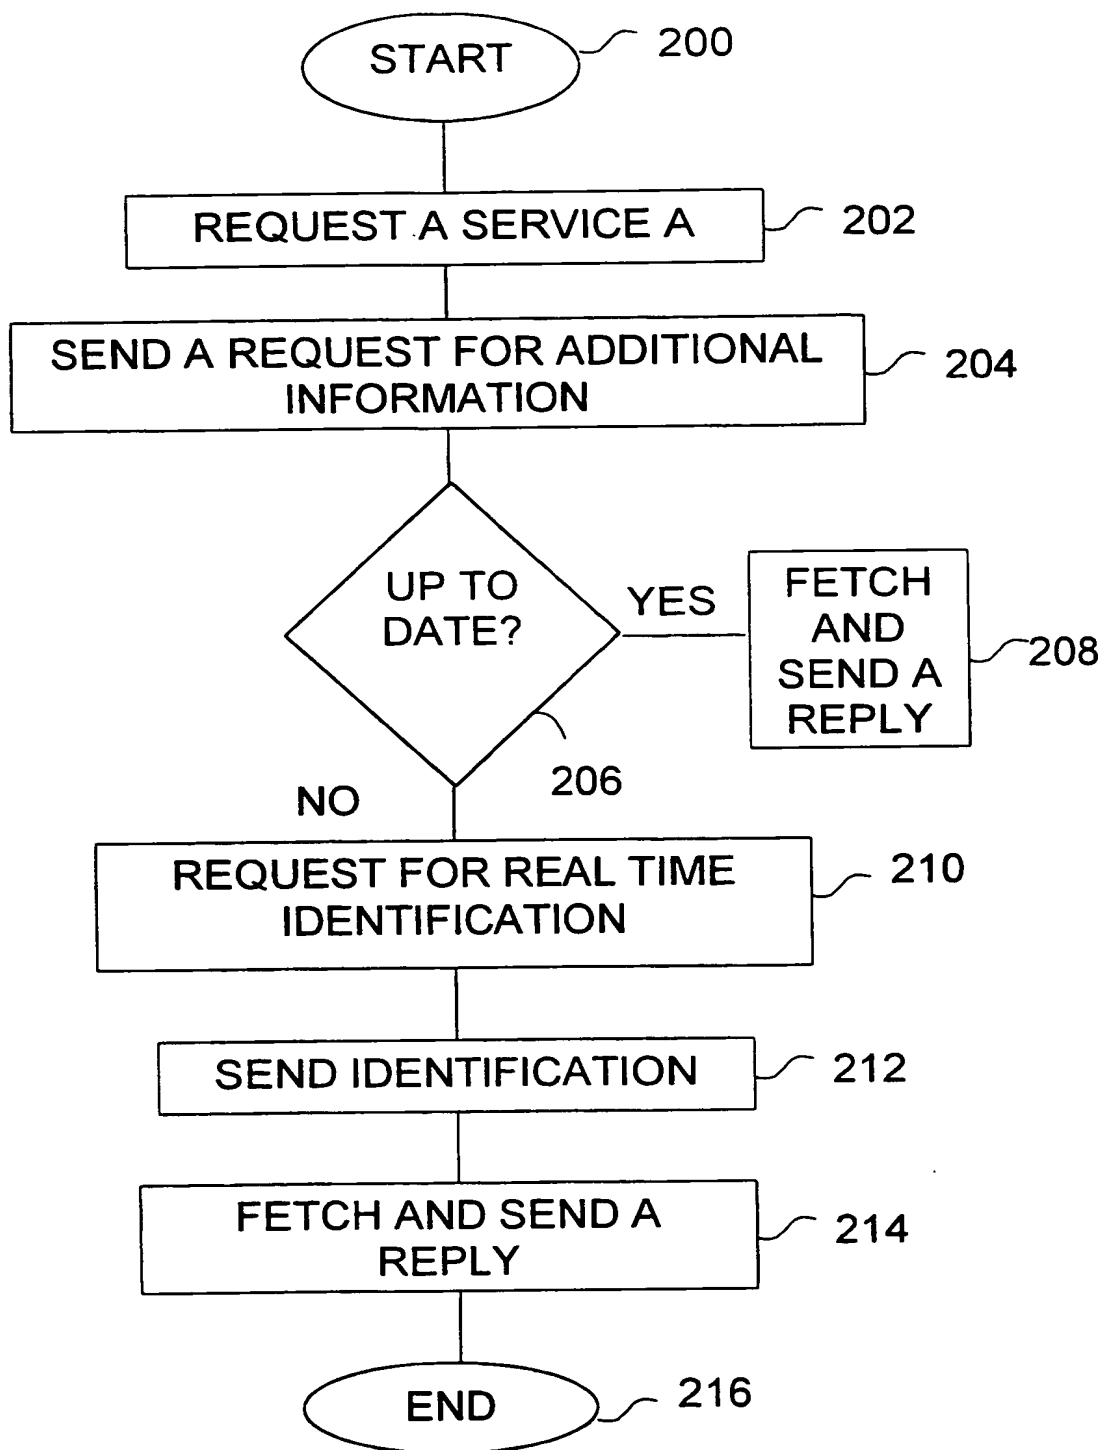 START
200
REQUEST A SERVICE A
202
SEND A REQUEST FOR ADDITIONAL
INFORMATION
204
UP TO
DATE?
206
YES
FETCH
AND
SEND A
REPLY
208
NO
REQUEST FOR REAL TIME
IDENTIFICATION
210
SEND IDENTIFICATION
212
FETCH AND SEND A
REPLY
214
END
216